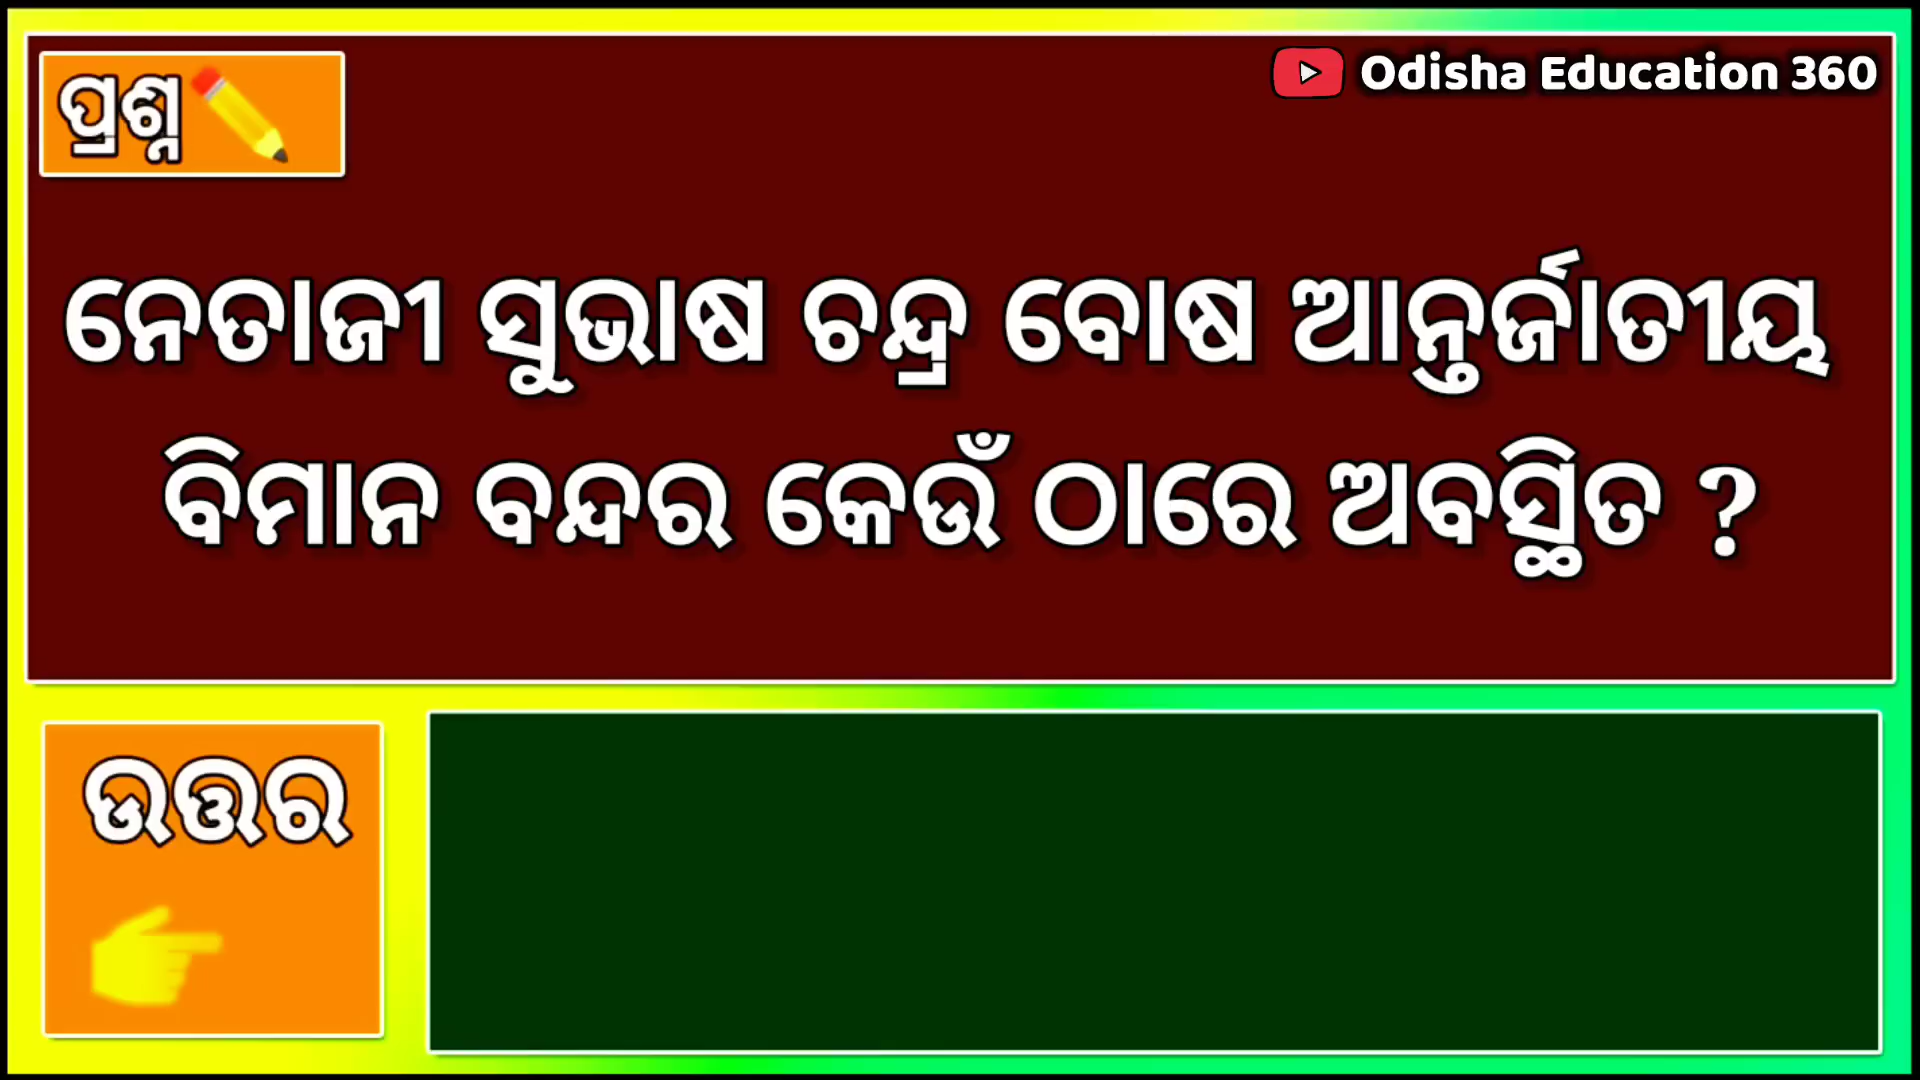 ପ୍ରଶ୍ନ
Odisha Education 360
ନେତାଜୀ ସୁଭାଷ ଚନ୍ଦ୍ର ବୋଷ ଆନ୍ତର୍ଜାତୀୟ
ବିମାନ ବନ୍ଦର କେଉଁ ଠାରେ ଅବସ୍ଥିତ ?
ଉତ୍ତର